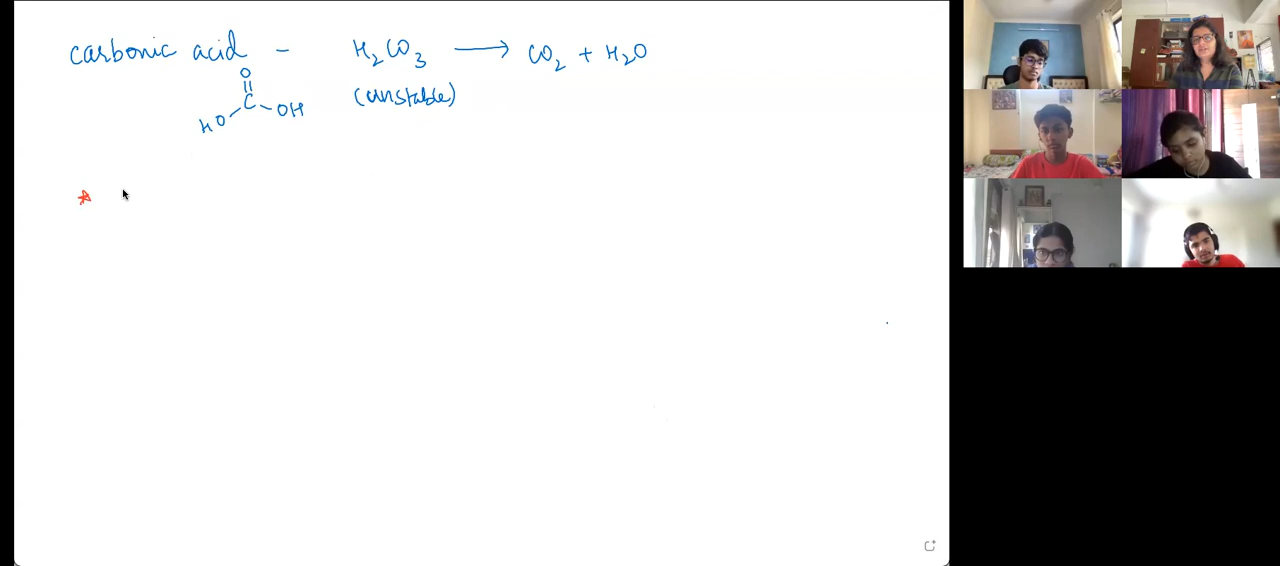 carbonic acid - H₂CO₃ ⟶ CO₂ + H₂O
(unstable)
O
||
C
HO OH